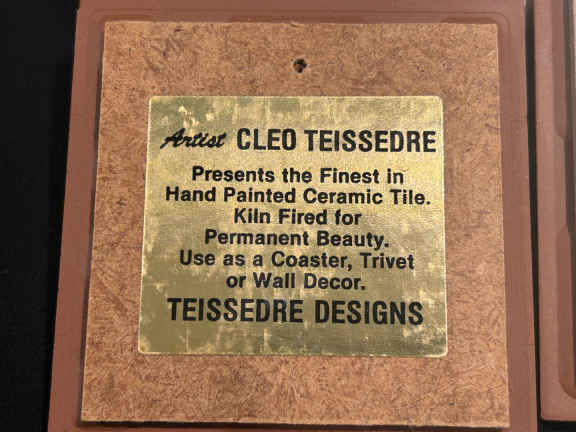 Artist CLEO TEISSEDRE
Presents the Finest in
Hand Painted Ceramic Tile.
Kiln Fired for
Permanent Beauty.
Use as a Coaster, Trivet
or Wall Decor.
TEISSEDRE DESIGNS